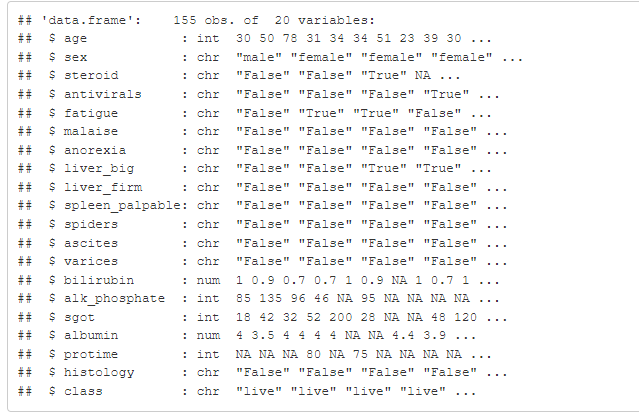 ## 'data.frame':    155 obs. of  20 variables:
##  $ age            : int  30 50 78 31 34 34 51 23 39 30 ...
##  $ sex            : chr  "male" "female" "female" "female" ...
##  $ steroid        : chr  "False" "False" "True" NA ...
##  $ antivirals     : chr  "False" "False" "False" "True" ...
##  $ fatigue        : chr  "False" "True" "True" "False" ...
##  $ malaise        : chr  "False" "False" "False" "False" ...
##  $ anorexia       : chr  "False" "False" "False" "False" ...
##  $ liver_big      : chr  "False" "False" "True" "True" ...
##  $ liver_firm     : chr  "False" "False" "False" "False" ...
##  $ spleen_palpable: chr  "False" "False" "False" "False" ...
##  $ spiders        : chr  "False" "False" "False" "False" ...
##  $ ascites        : chr  "False" "False" "False" "False" ...
##  $ varices        : chr  "False" "False" "False" "False" ...
##  $ bilirubin      : num  1 0.9 0.7 0.7 1 0.9 NA 1 0.7 1 ...
##  $ alk_phosphate  : int  85 135 96 46 NA 95 NA NA NA NA ...
##  $ sgot           : int  18 42 32 52 200 28 NA NA 48 120 ...
##  $ albumin        : num  4 3.5 4 4 4 4 NA NA 4.4 3.9 ...
##  $ protime        : int  NA NA NA 80 NA 75 NA NA NA NA ...
##  $ histology      : chr  "False" "False" "False" "False" ...
##  $ class          : chr  "live" "live" "live" "live" ...